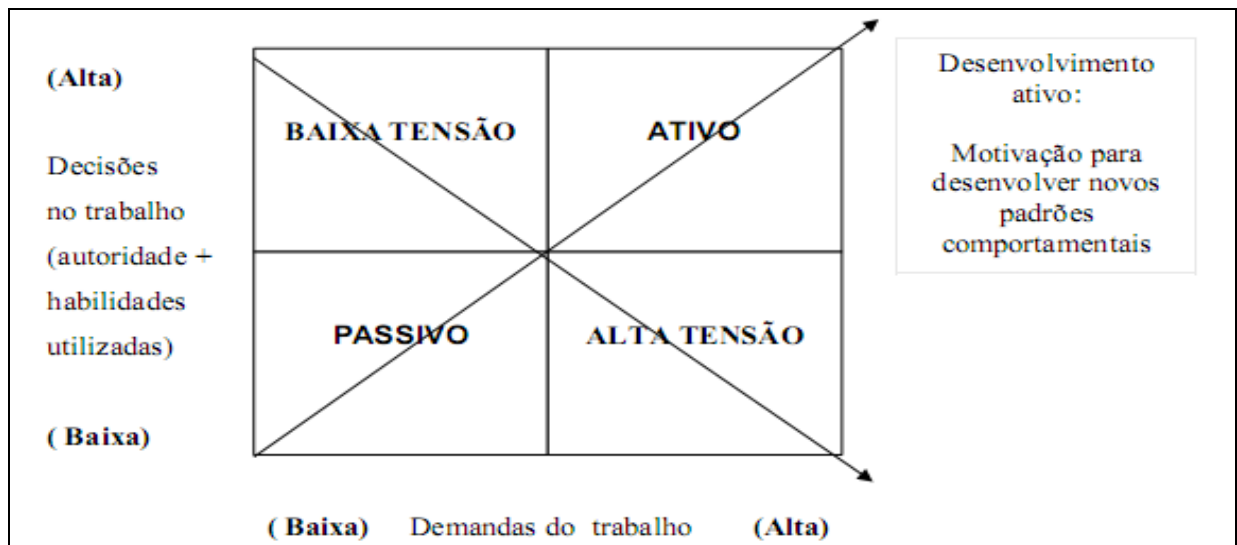 (Alta)
Decisões
no trabalho
(autoridade +
habilidades
utilizadas)
( Baixa)
BAIXA TENSÃO
ATIVO
PASSIVO
ALTA TENSÃO
Desenvolvimento
ativo:
Motivação para
desenvolver novos
padrões
comportamentais
( Baixa) Demandas do trabalho (Alta)